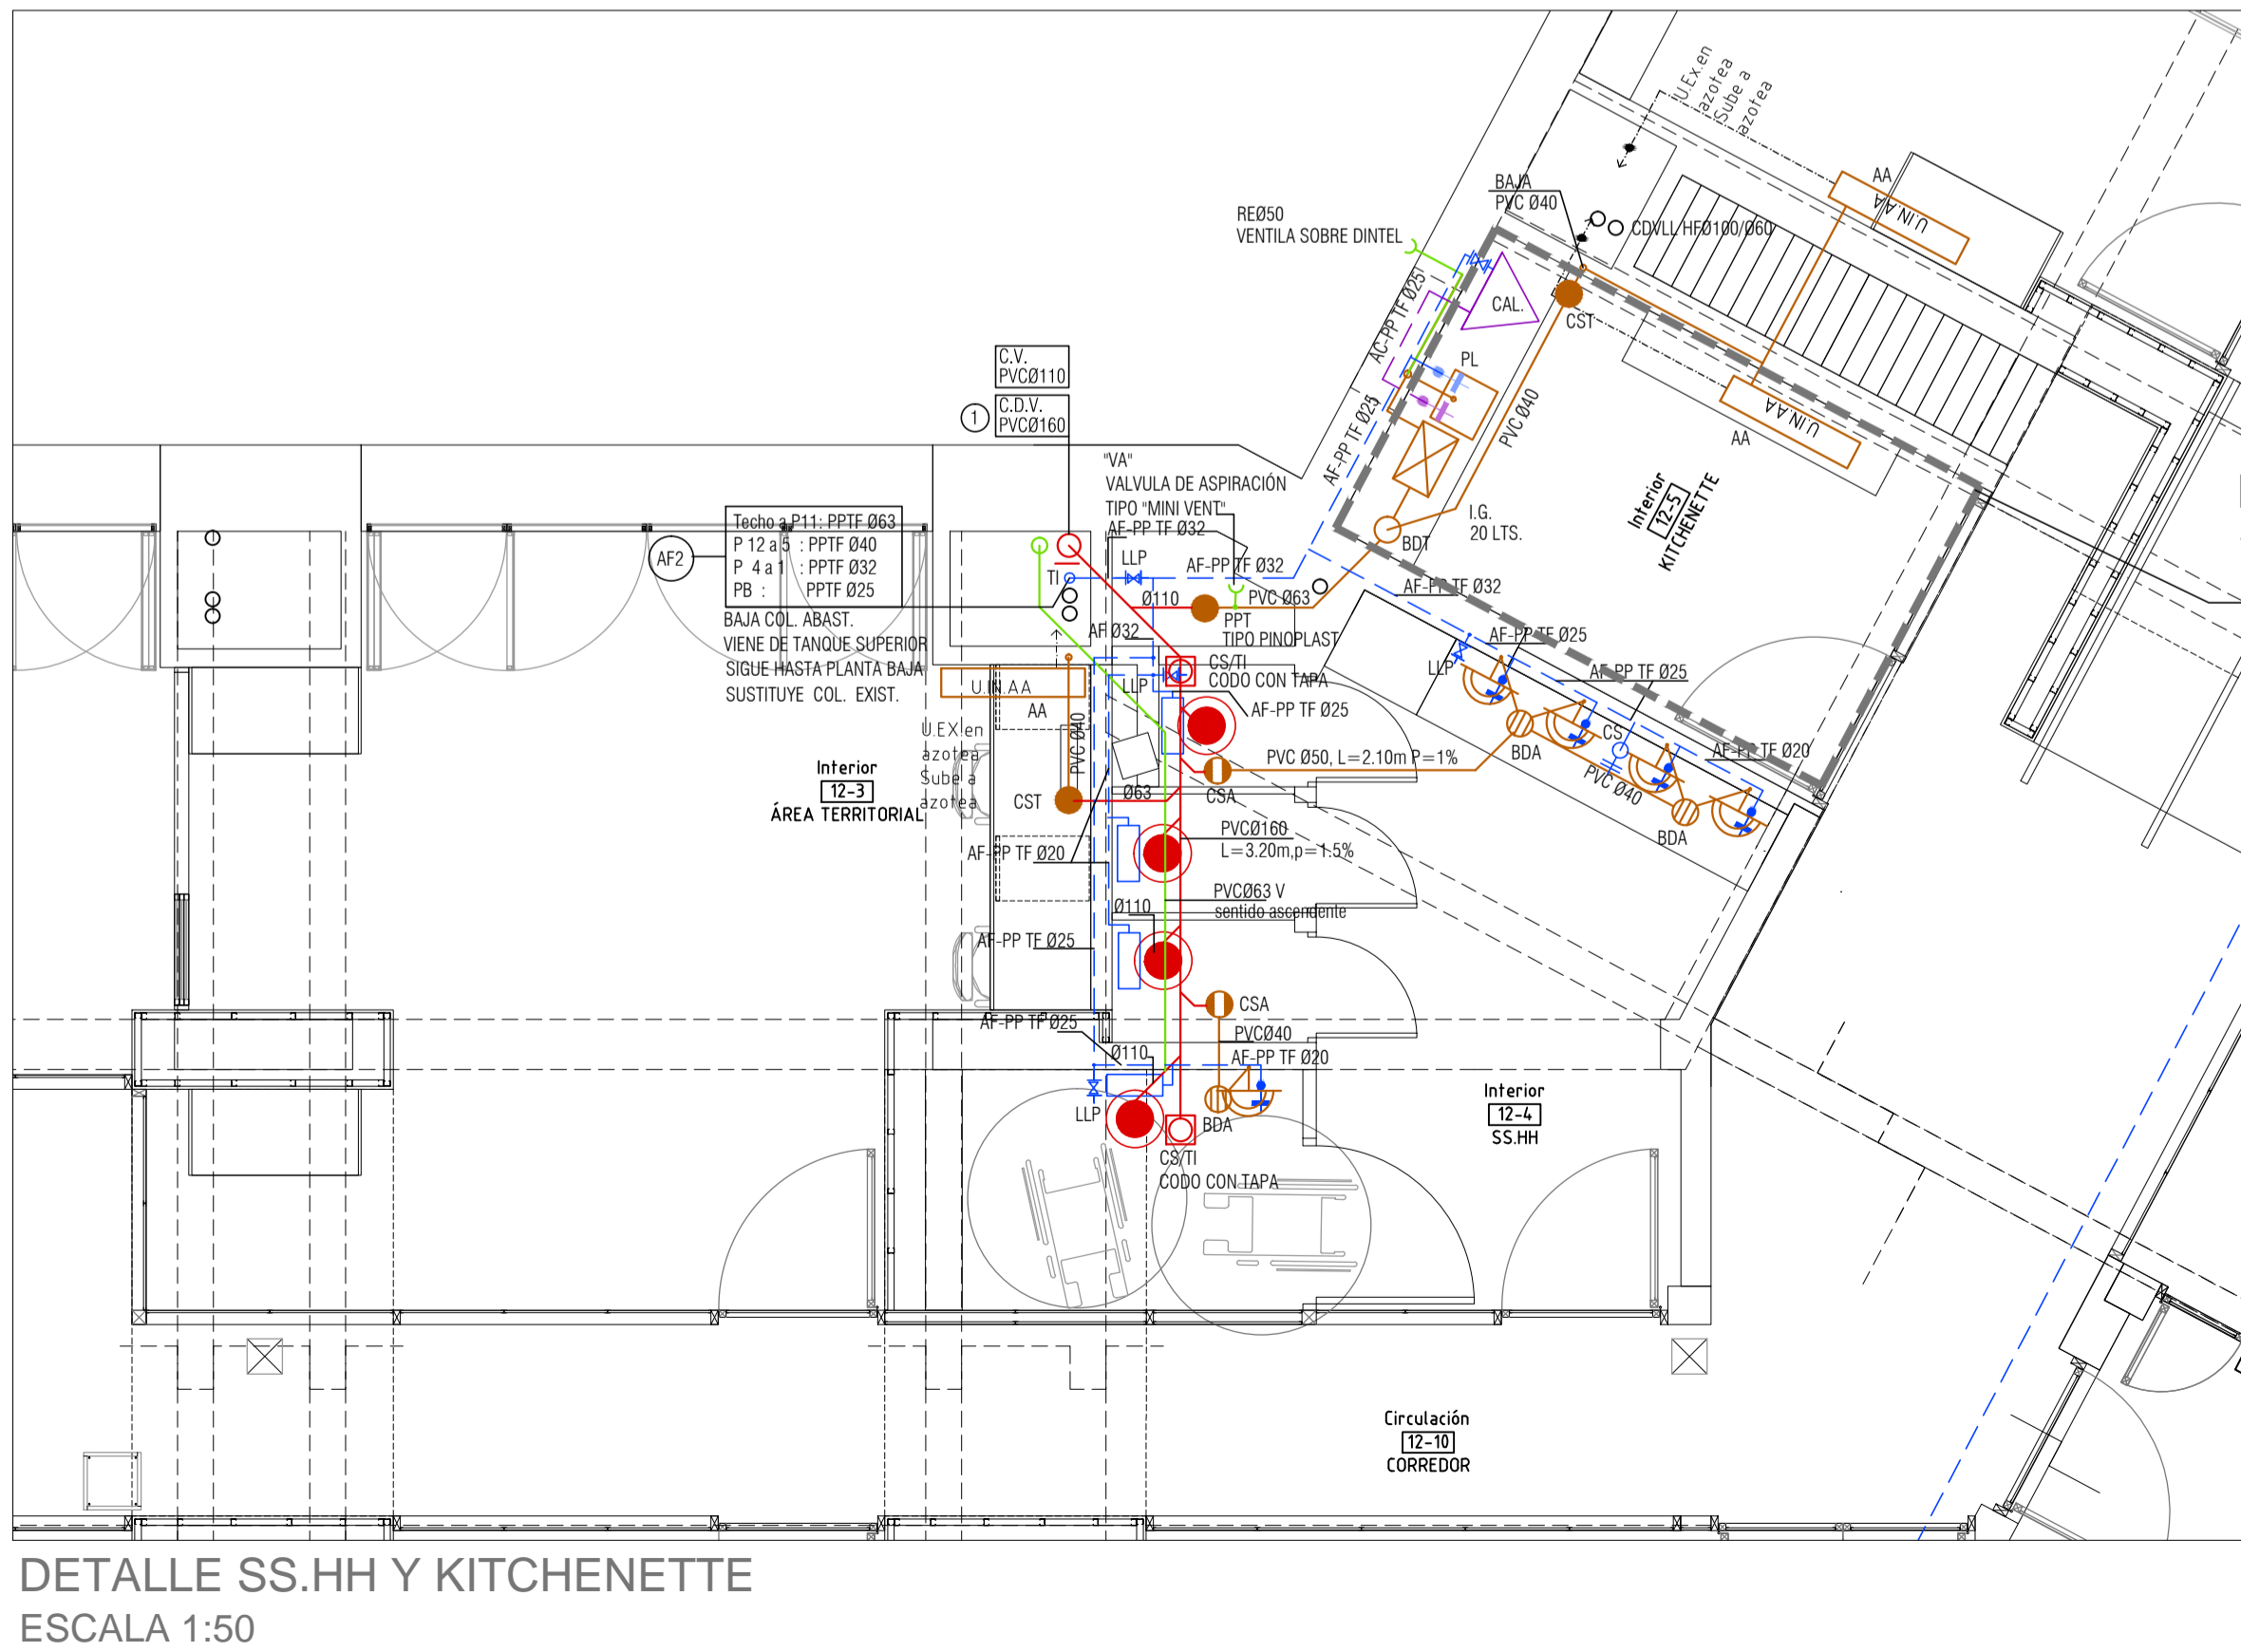 U.Ex.en
azotea
Sube a
azotea
AA
U.IN.AA
BAJA
PVC Ø40
CDVLL HFØ100/Ø60
REØ50
VENTILA SOBRE DINTEL
AC-PP TF Ø25
CAL.
CST
PL
PVC Ø40
AF-PP TF Ø25
U.IN.AA
AA
Interior
12-5
KITCHENETTE
I.G.
20 LTS.
BDT
C.V.
PVCØ110
1
C.D.V.
PVCØ160
"VA"
VALVULA DE ASPIRACIÓN
TIPO "MINI VENT"
AF-PP TF Ø32
LLP
AF-PP TF Ø32
AF2
Techo a P11: PPTF Ø63
P 12 a 5 : PPTF Ø40
P 4 a 1 : PPTF Ø32
PB : PPTF Ø25
BAJA COL. ABAST.
VIENE DE TANQUE SUPERIOR
SIGUE HASTA PLANTA BAJA
SUSTITUYE COL. EXIST.
TI
Ø110
PVC Ø63
PPT
TIPO PINOPLAST
AF Ø32
CS/TI
CODO CON TAPA
LLP
AF-PP TF Ø25
AF-PP TF Ø32
AF-PP TF Ø25
AF-PP TF Ø25
LLP
CS
AF-PP TF Ø20
BDA
PVC Ø40
BDA
U.IN.AA
AA
U.EX.en
azotea
Sube a
azotea
PVC Ø40
CST
Ø63
CSA
PVC Ø50, L=2.10m P=1%
Interior
12-3
ÁREA TERRITORIAL
AF-PP TF Ø20
PVCØ160
L=3.20m,p=1.5%
PVCØ63 V
sentido ascendente
Ø110
AF-PP TF Ø25
CSA
AF-PP TF Ø25
PVCØ40
Ø110
AF-PP TF Ø20
LLP
BDA
CS/TI
CODO CON TAPA
Interior
12-4
SS.HH
Circulación
12-10
CORREDOR
DETALLE SS.HH Y KITCHENETTE
ESCALA 1:50